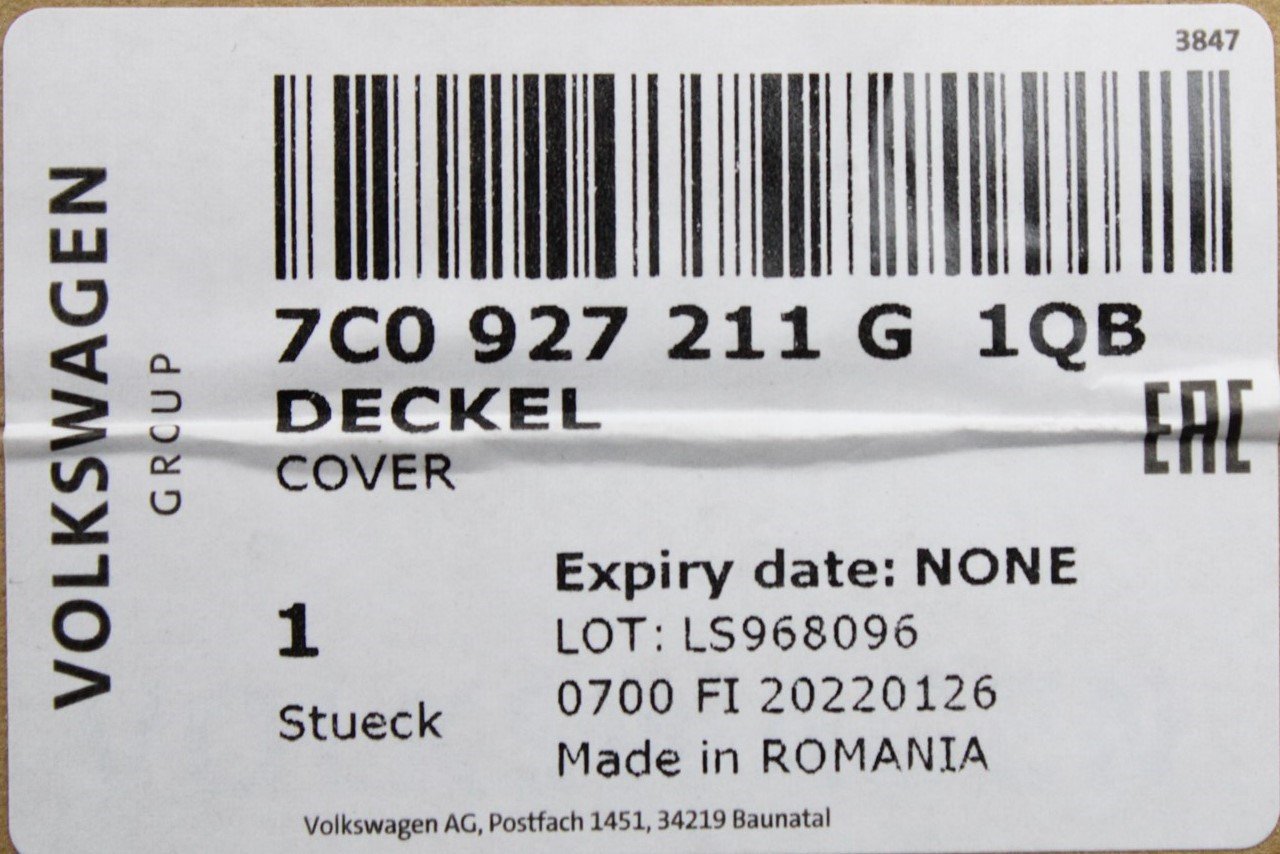 3847
VOLKSWAGEN
GROUP
7C0 927 211 G 1QB
DECKEL
COVER
EAC
Expiry date: NONE
1
LOT: LS968096
0700 FI 20220126
Stueck
Made in ROMANIA
Volkswagen AG, Postfach 1451, 34219 Baunatal